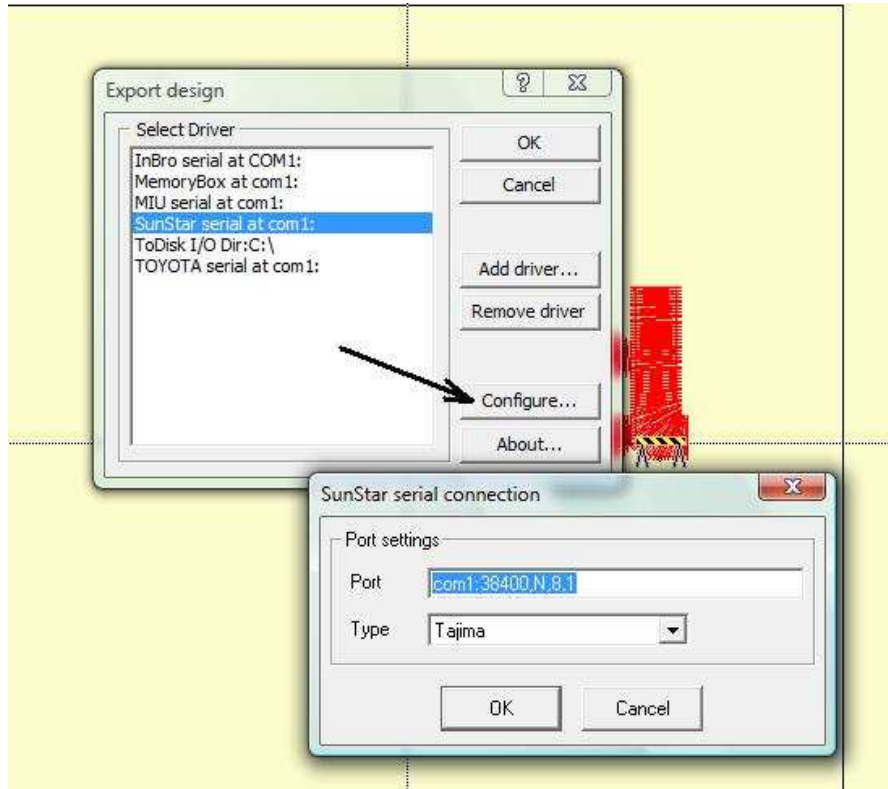 Export design
Select Driver
InBro serial at COM1:
MemoryBox at com1:
MIU serial at com1:
SunStar serial at com1:
ToDisk I/O Dir:C:\
TOYOTA serial at com1:
OK
Cancel
Add driver...
Remove driver
Configure...
About...
SunStar serial connection
Port settings
Port
com1:38400,N,8,1
Type
Tajima
OK
Cancel